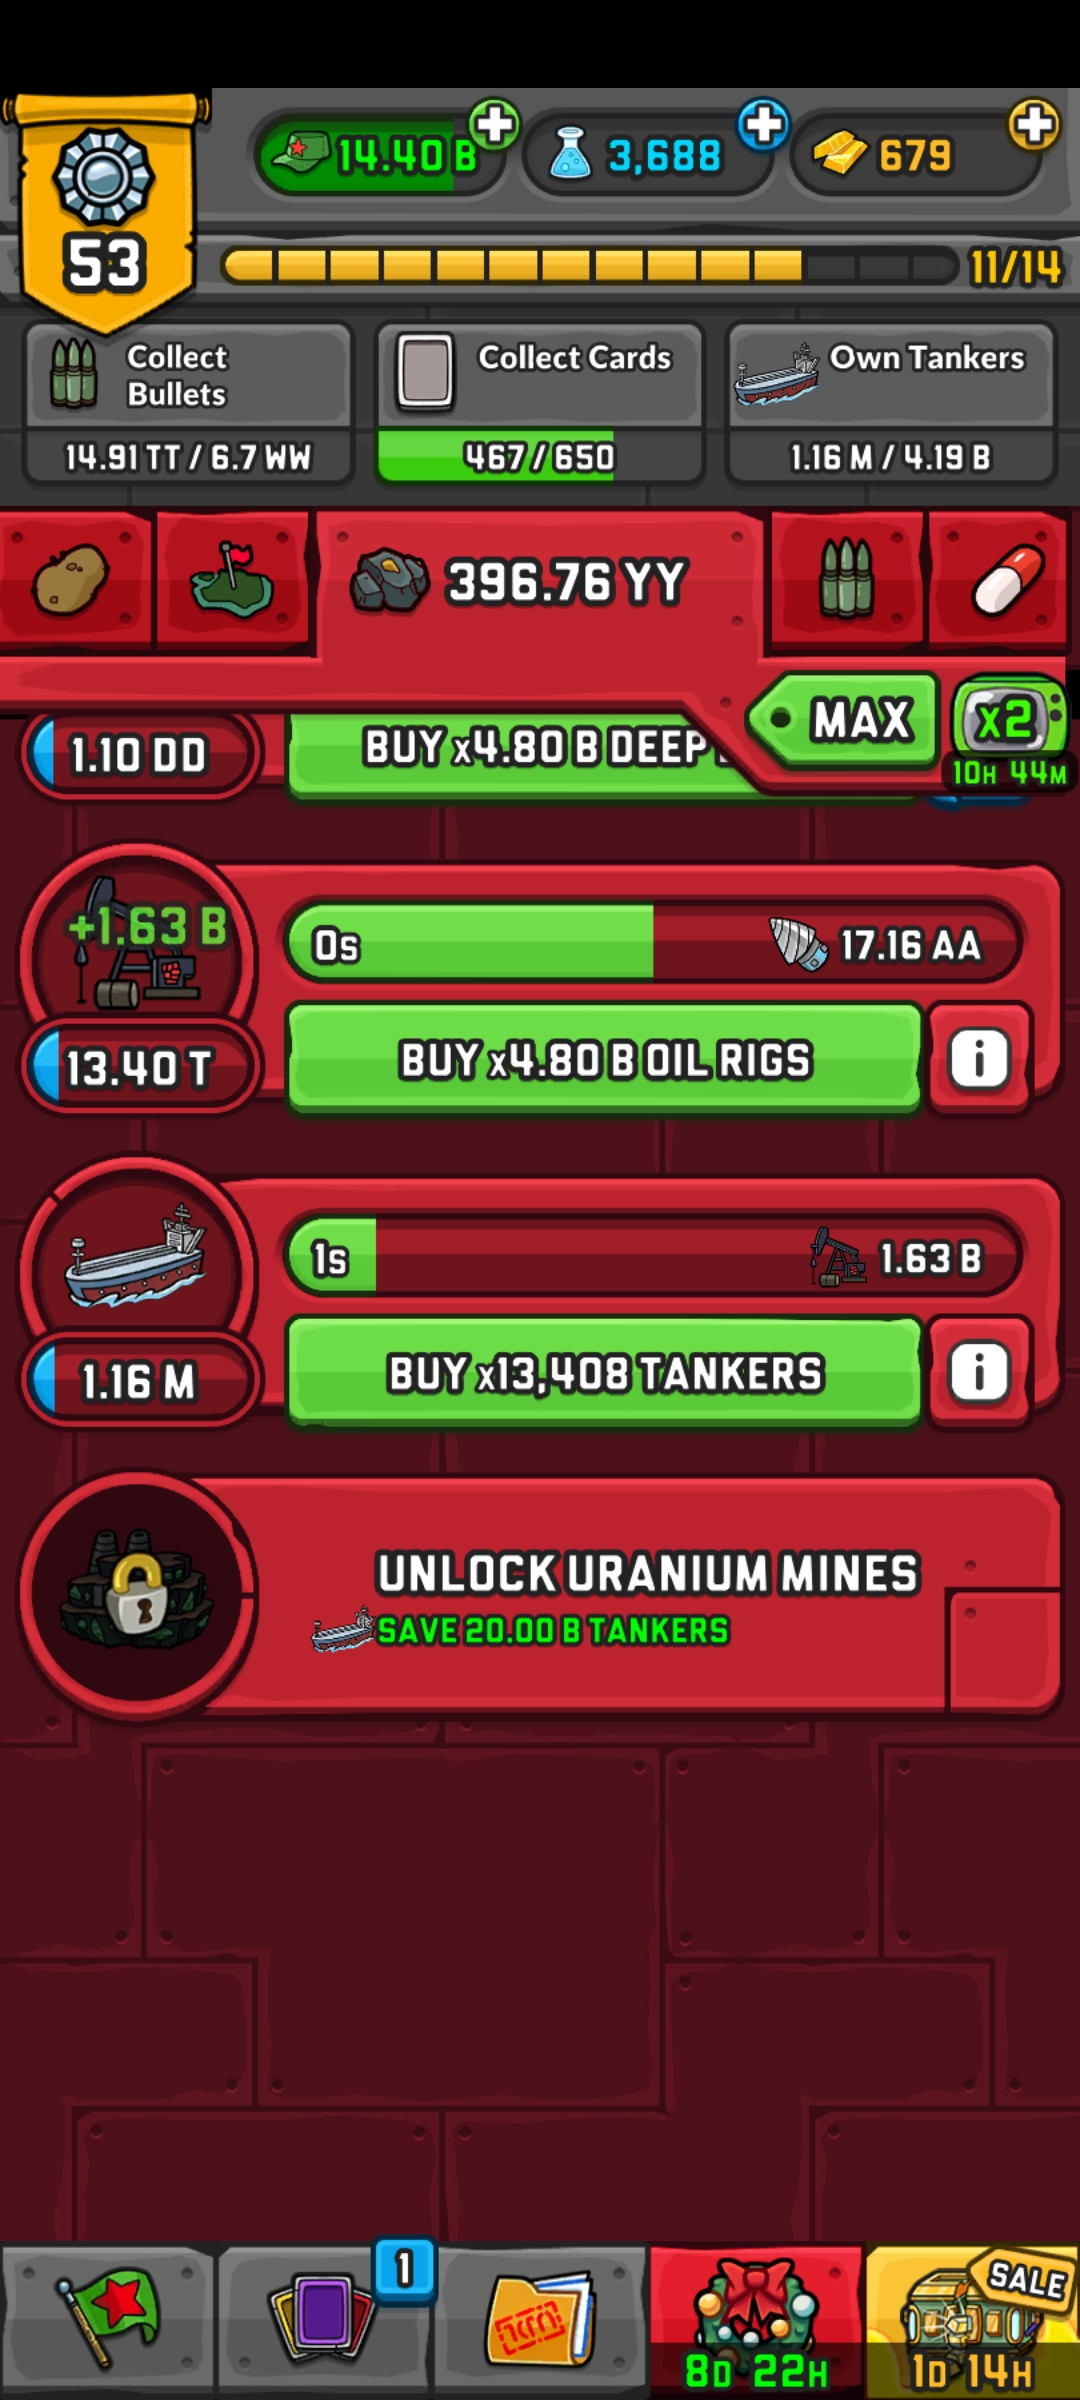 14.40 B
3,688
679
53
11/14
Collect
Bullets
14.91 TT / 6.7 WW
Collect Cards
467/650
Own Tankers
1.16 M / 4.19 B
396.76 YY
MAX
x2
10H 44M
1.10 DD
BUY x4.80 B DEEP
+1.63 B
0s
17.16 AA
13.40 T
BUY x4.80 B OIL RIGS
i
1s
1.63 B
1.16 M
BUY x13,408 TANKERS
i
UNLOCK URANIUM MINES
SAVE 20.00 B TANKERS
1
SALE
8D 22H
1D 14H